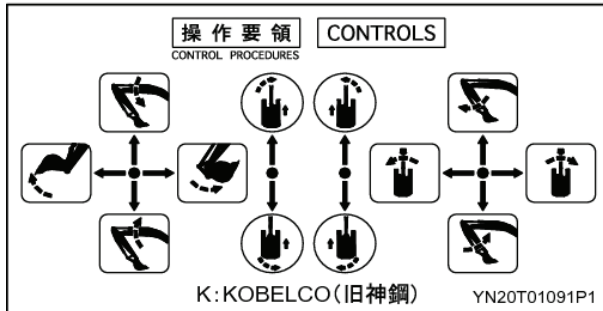 操作要領 CONTROLS
CONTROL PROCEDURES
K:KOBELCO(旧神鋼)
YN20T01091P1